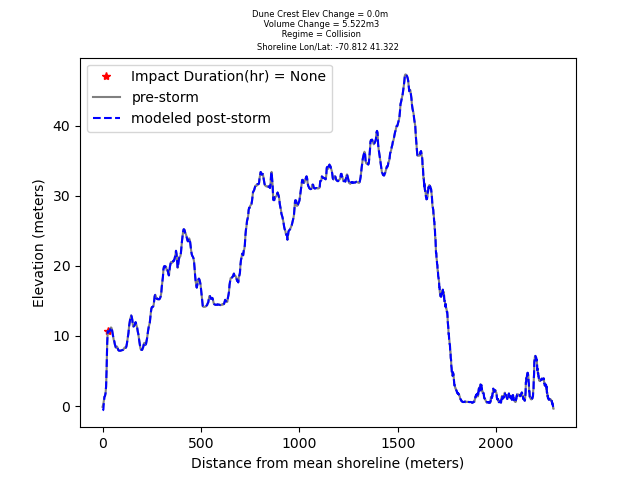 Dune Crest Elev Change = 0.0m
Volume Change = 5.522m3
Regime = Collision
Shoreline Lon/Lat: -70.812 41.322
Impact Duration(hr) = None
pre-storm
modeled post-storm
40
30
20
10
0
Elevation (meters)
0 500 1000 1500 2000
Distance from mean shoreline (meters)